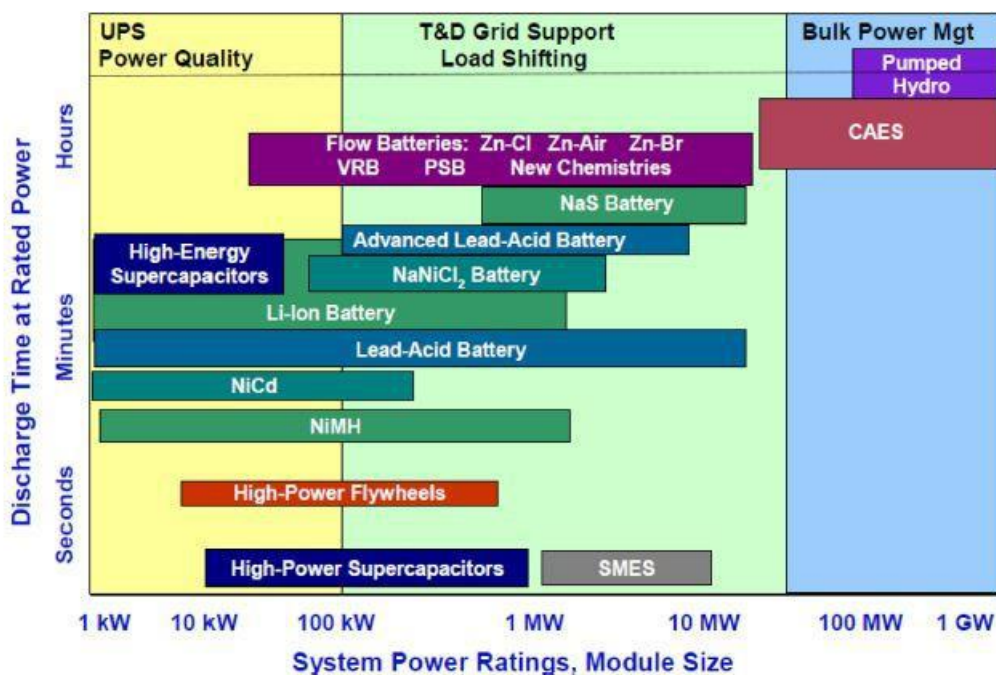 UPS
Power Quality
T&D Grid Support
Load Shifting
Bulk Power Mgt
Pumped
Hydro
CAES
Flow Batteries: Zn-Cl Zn-Air Zn-Br
VRB PSB New Chemistries
NaS Battery
Advanced Lead-Acid Battery
High-Energy
Supercapacitors
NaNiCl₂ Battery
Li-Ion Battery
Lead-Acid Battery
NiCd
NiMH
High-Power Flywheels
High-Power Supercapacitors
SMES
Discharge Time at Rated Power
Hours
Minutes
Seconds
1 kW 10 kW 100 kW 1 MW 10 MW 100 MW 1 GW
System Power Ratings, Module Size